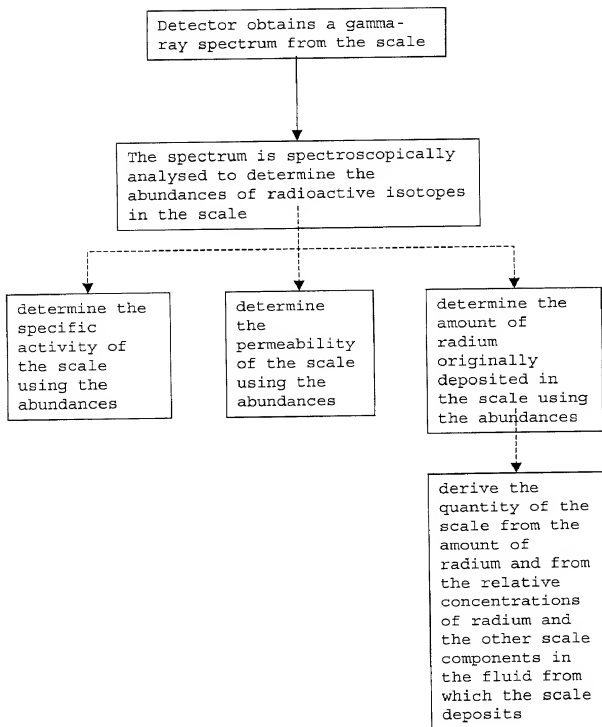 Detector obtains a gamma-
ray spectrum from the scale
The spectrum is spectroscopically
analysed to determine the
abundances of radioactive isotopes
in the scale
determine the
specific
activity of
the scale
using the
abundances
determine
the
permeability
of the scale
using the
abundances
determine the
amount of
radium
originally
deposited in
the scale using
the abundances
derive the
quantity of the
scale from the
amount of
radium and from
the relative
concentrations
of radium and
the other scale
components in
the fluid from
which the scale
deposits